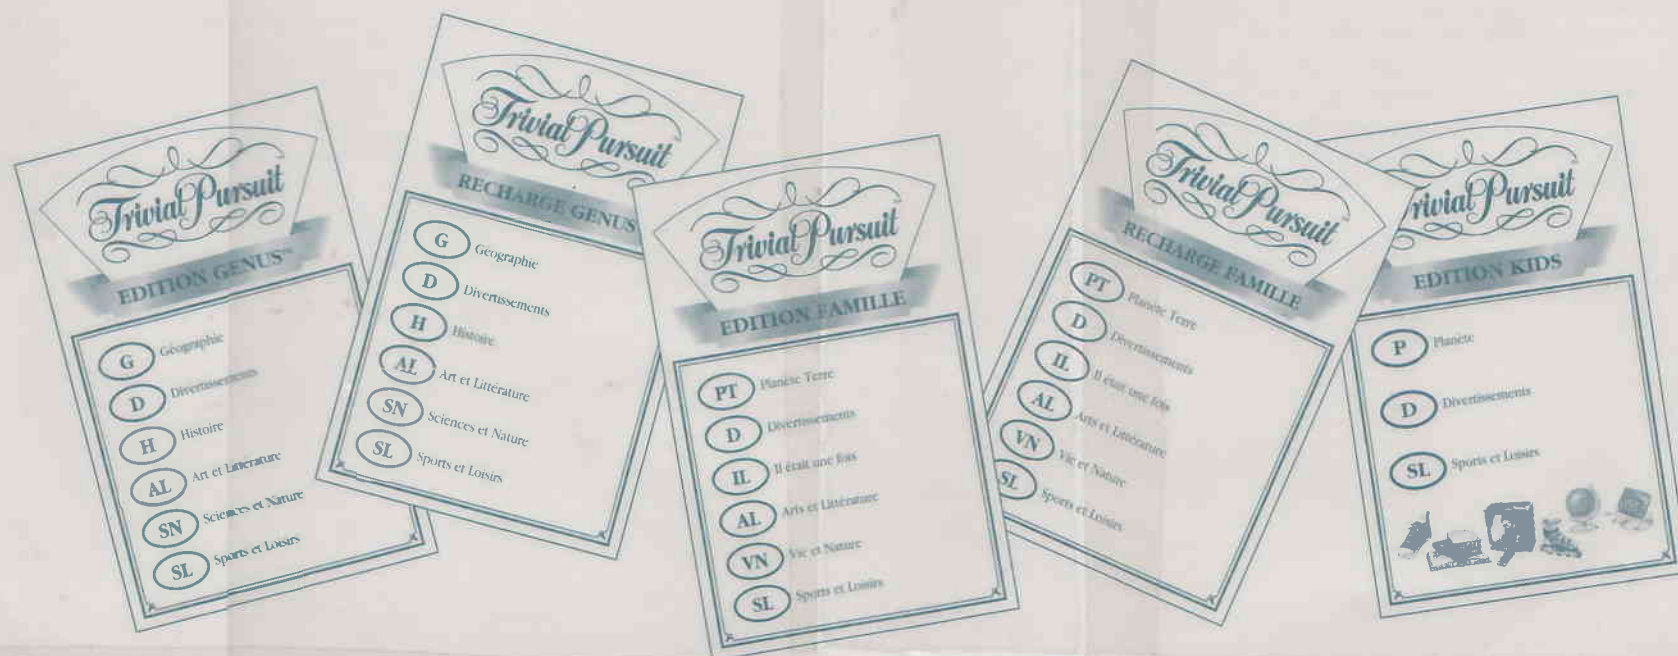 Trivial Pursuit
EDITION GENUS™
G Géographie
D Divertissements
H Histoire
AL Art et Littérature
SN Sciences et Nature
SL Sports et Loisirs
Trivial Pursuit
RECHARGE GENUS
G Géographie
D Divertissements
H Histoire
AL Art et Littérature
SN Sciences et Nature
SL Sports et Loisirs
Trivial Pursuit
EDITION FAMILLE
PT Planète Terre
D Divertissements
IL Il était une fois
AL Arts et Littérature
VN Vie et Nature
SL Sports et Loisirs
Trivial Pursuit
RECHARGE FAMILLE
PT Planète Terre
D Divertissements
IL Il était une fois
AL Arts et Littérature
VN Vie et Nature
SL Sports et Loisirs
rivial Pursuit
EDITION KIDS
P Planète
D Divertissements
SL Sports et Loisirs